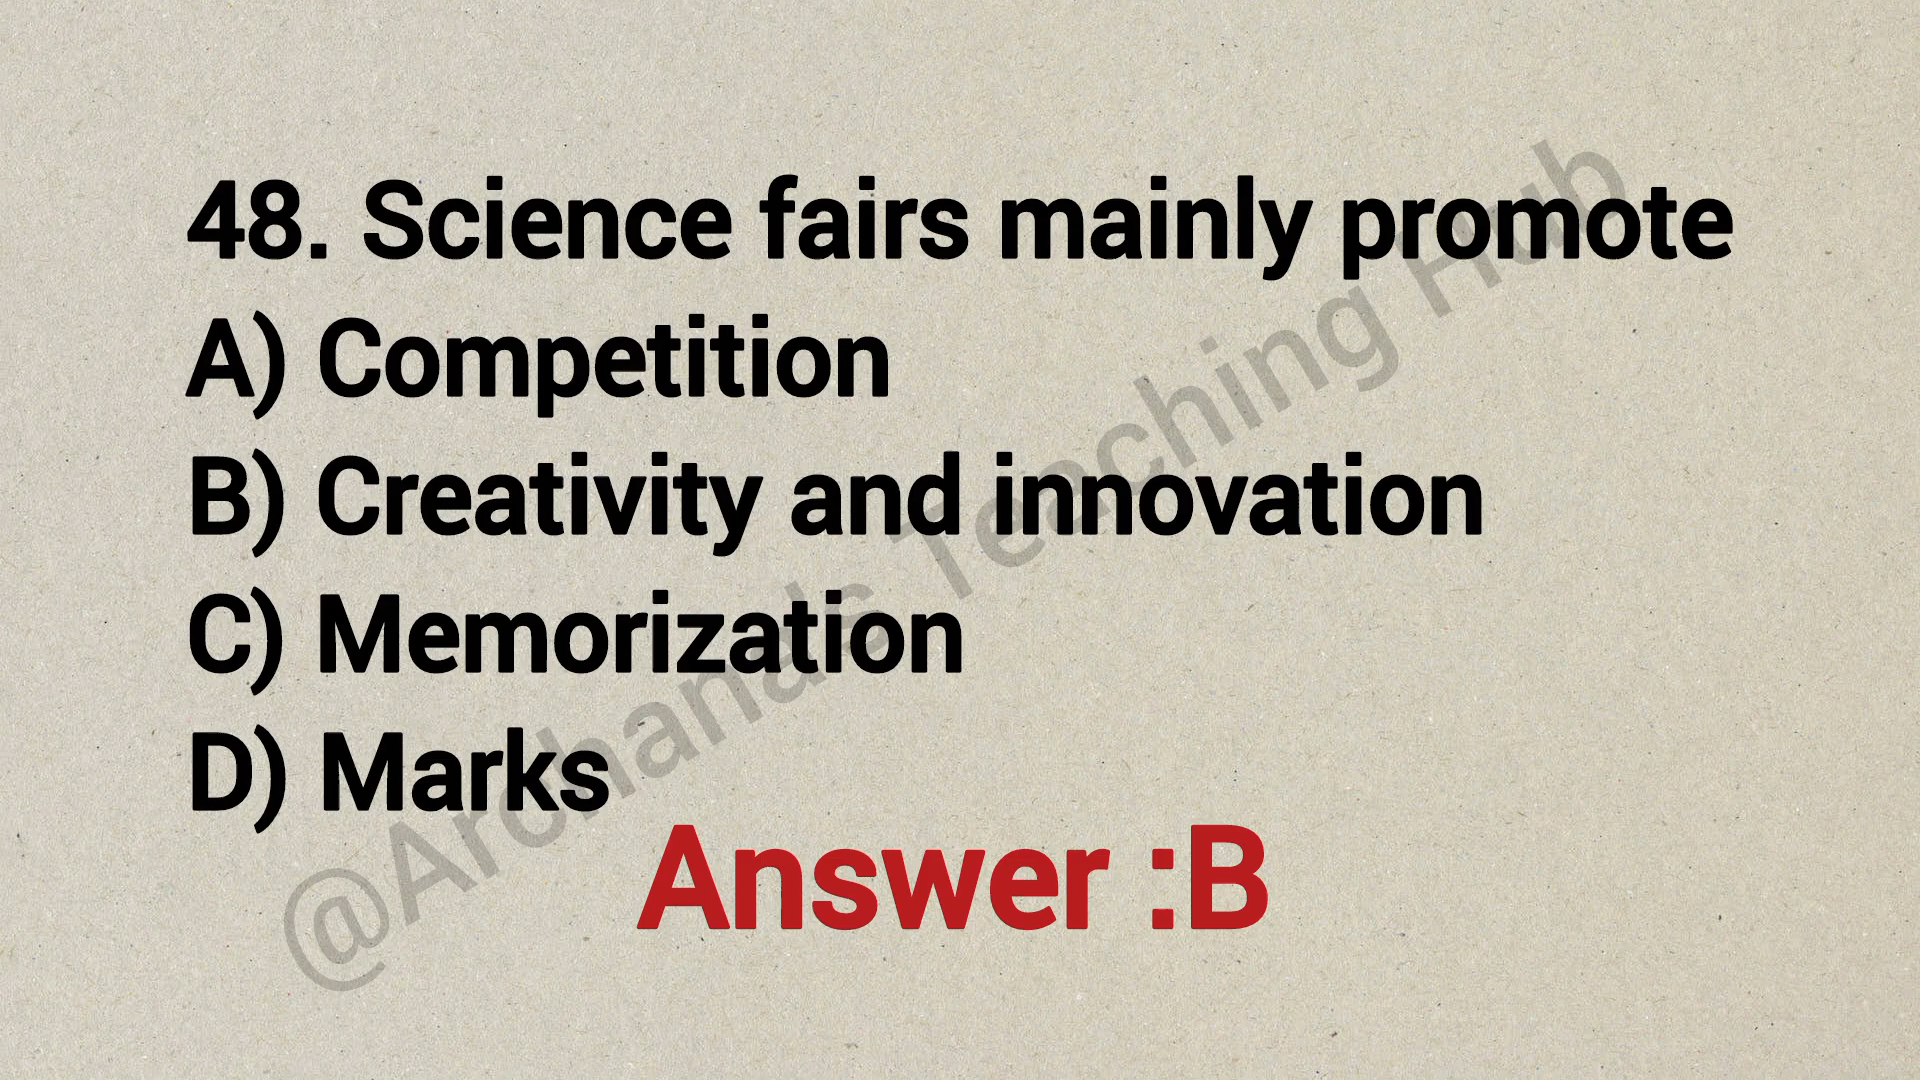 48. Science fairs mainly promote
A) Competition
B) Creativity and innovation
C) Memorization
D) Marks
Answer :B
@Archana's Teaching Hub